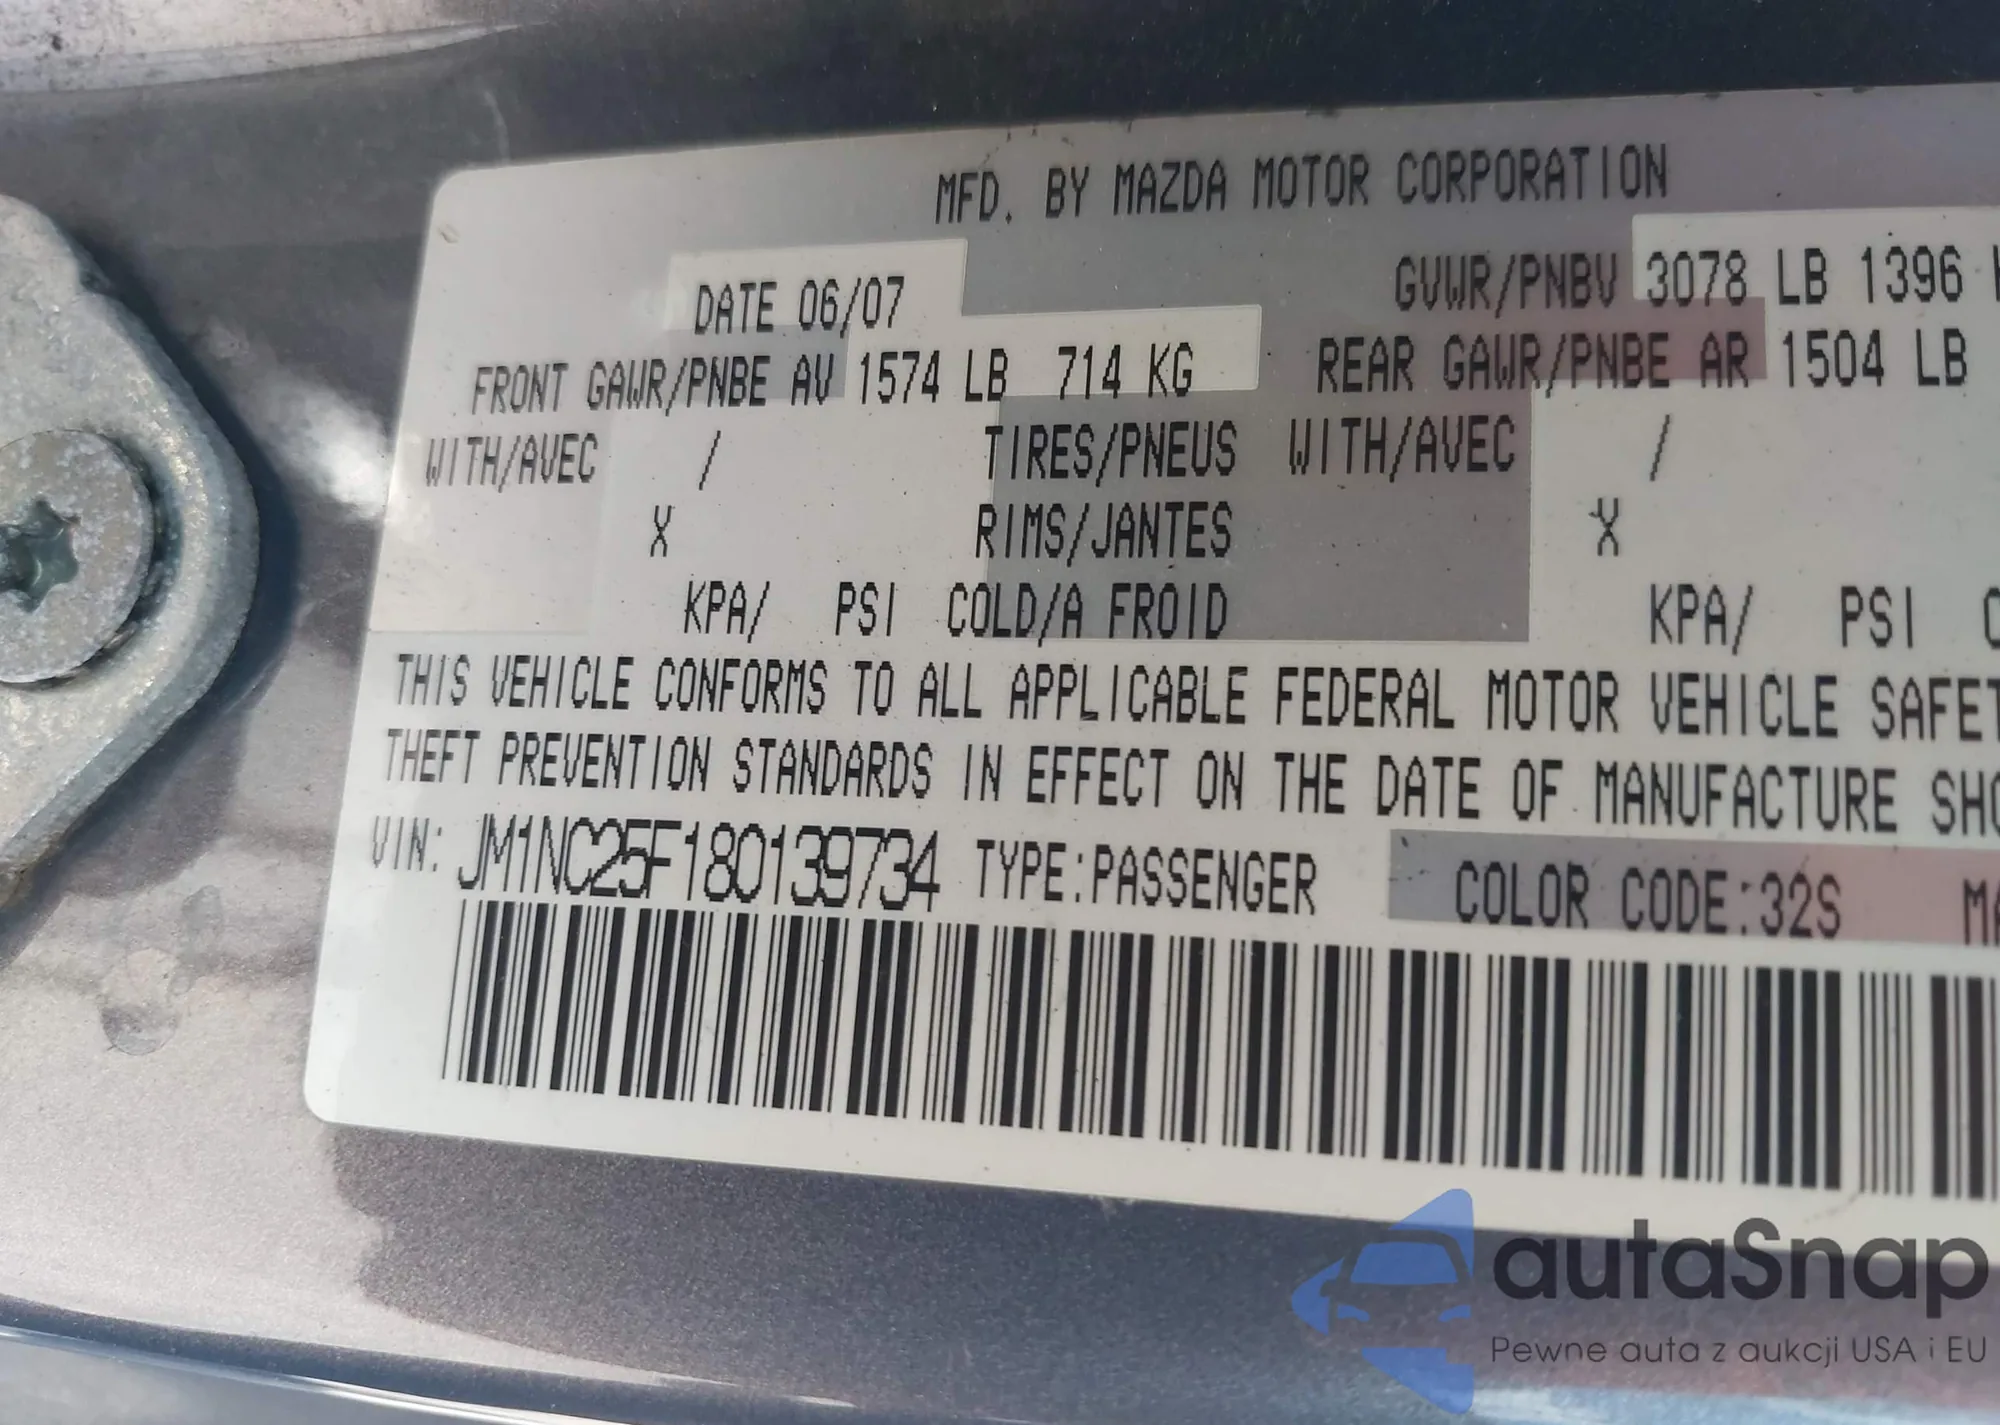 MFD. BY MAZDA MOTOR CORPORATION
DATE 06/07 GVWR/PNBV 3078 LB 1396 K
FRONT GAWR/PNBE AV 1574 LB 714 KG REAR GAWR/PNBE AR 1504 LB
WITH/AVEC / TIRES/PNEUS WITH/AVEC /
X RIMS/JANTES X
KPA/ PSI COLD/A FROID KPA/ PSI C
THIS VEHICLE CONFORMS TO ALL APPLICABLE FEDERAL MOTOR VEHICLE SAFET
THEFT PREVENTION STANDARDS IN EFFECT ON THE DATE OF MANUFACTURE SHO
VIN: JM1NC25F180139734 TYPE:PASSENGER COLOR CODE:32S MA
autaSnap
Pewne auta z aukcji USA i EU